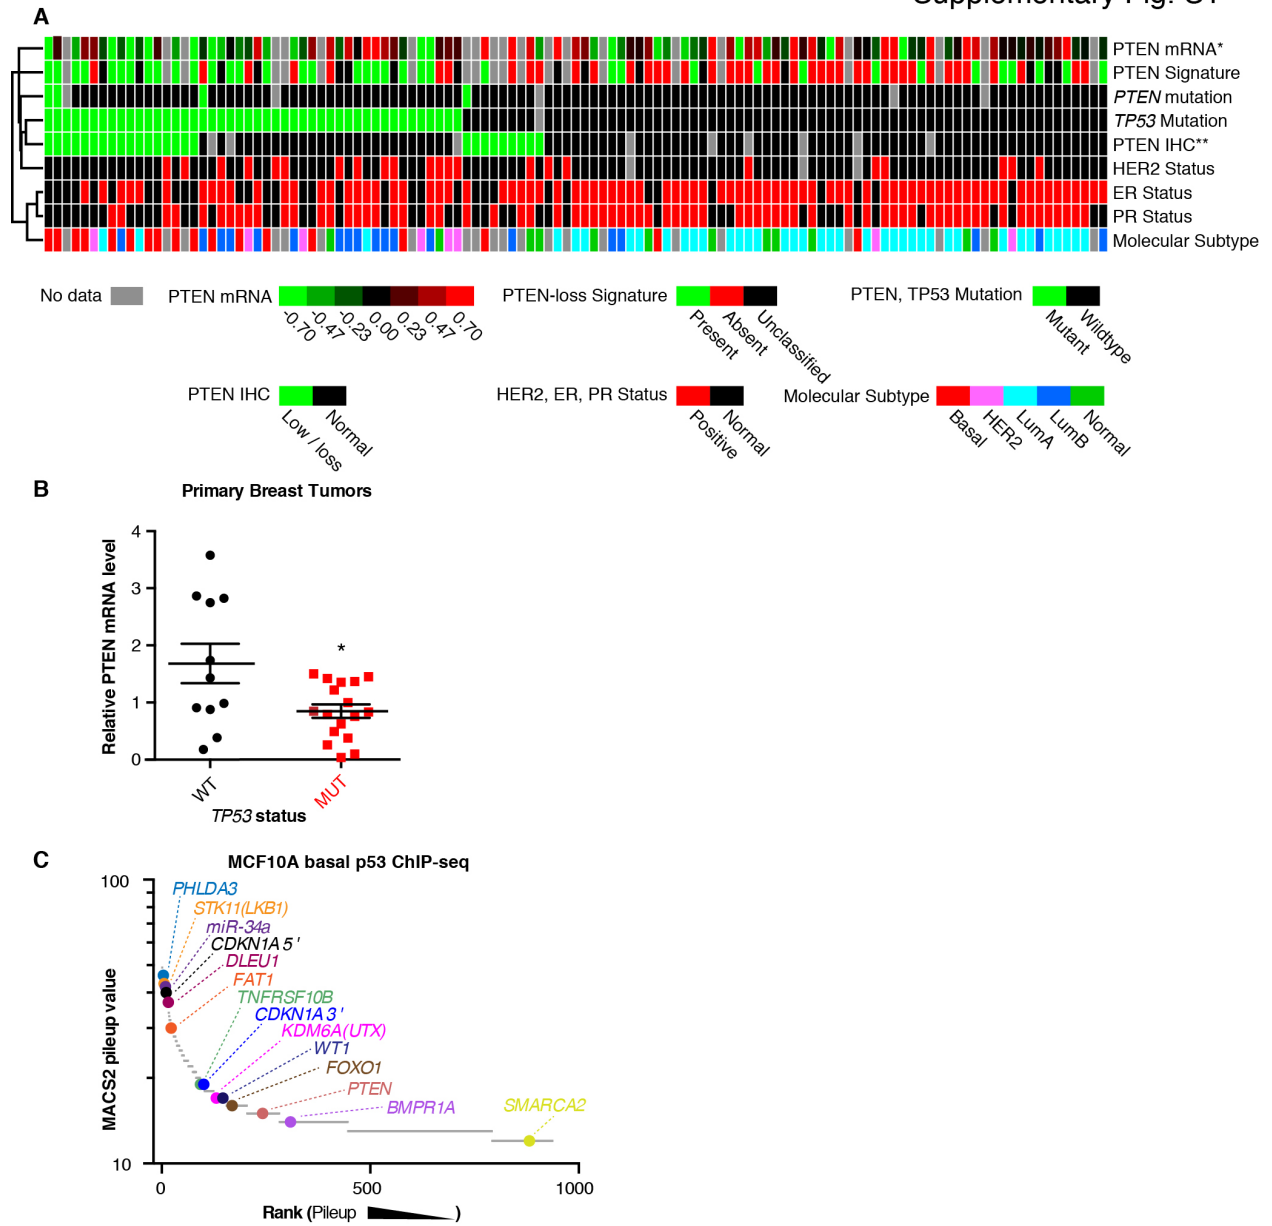 A
PTEN mRNA*
PTEN Signature
PTEN mutation
TP53 Mutation
PTEN IHC**
HER2 Status
ER Status
PR Status
Molecular Subtype
No data
PTEN mRNA
-0.70
-0.47
-0.23
0.00
0.23
0.47
0.70
PTEN-loss Signature
Present
Absent
Unclassified
PTEN, TP53 Mutation
Mutant
Wildtype
PTEN IHC
Low / loss
Normal
HER2, ER, PR Status
Positive
Normal
Molecular Subtype
Basal
HER2
LumA
LumB
Normal
B
Primary Breast Tumors
Relative PTEN mRNA level
4
3
2
1
0
*
WT
MUT
TP53 status
C
MCF10A basal p53 ChIP-seq
MACS2 pileup value
100
10
PHLDA3
STK11(LKB1)
miR-34a
CDKN1A 5'
DLEU1
FAT1
TNFRSF10B
CDKN1A 3'
KDM6A(UTX)
WT1
FOXO1
PTEN
BMPR1A
SMARCA2
0
500
1000
Rank (Pileup )